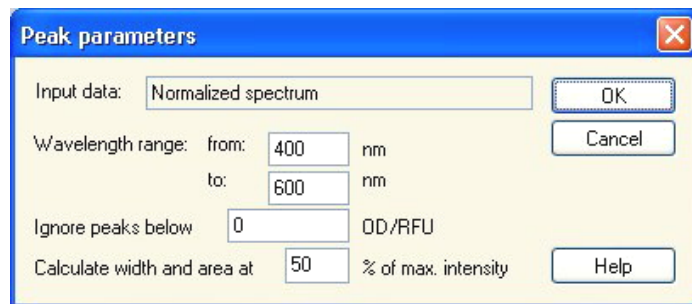 Peak parameters
Input data: Normalized spectrum OK
Wavelength range: from: 400 nm Cancel
to: 600 nm
Ignore peaks below 0 OD/RFU
Calculate width and area at 50 % of max. intensity Help